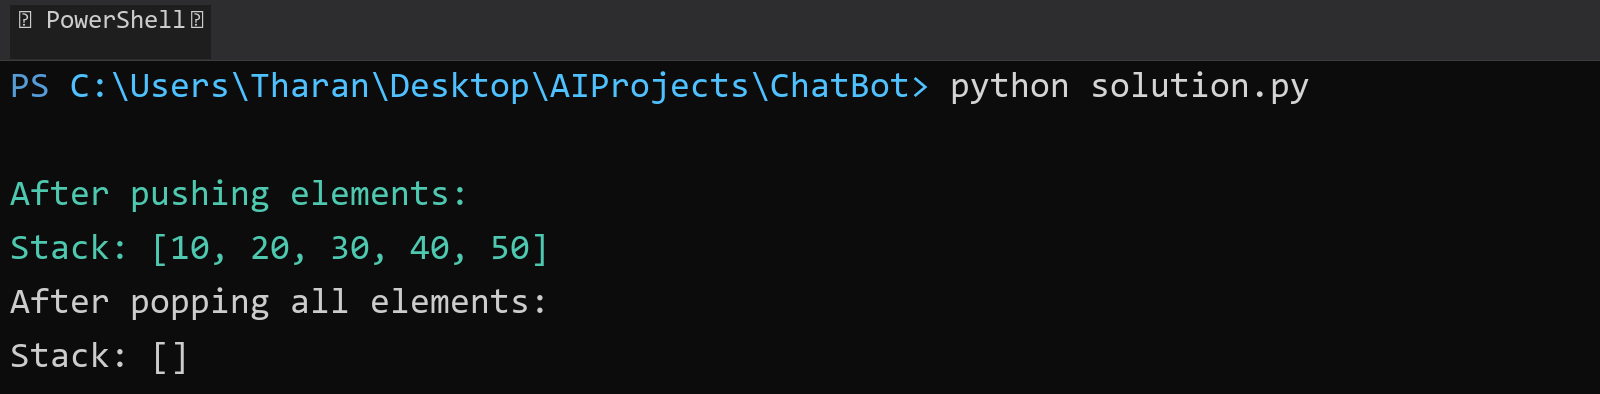 PowerShell
PS C:\Users\Tharan\Desktop\AIProjects\ChatBot> python solution.py
After pushing elements:
Stack: [10, 20, 30, 40, 50]
After popping all elements:
Stack: []